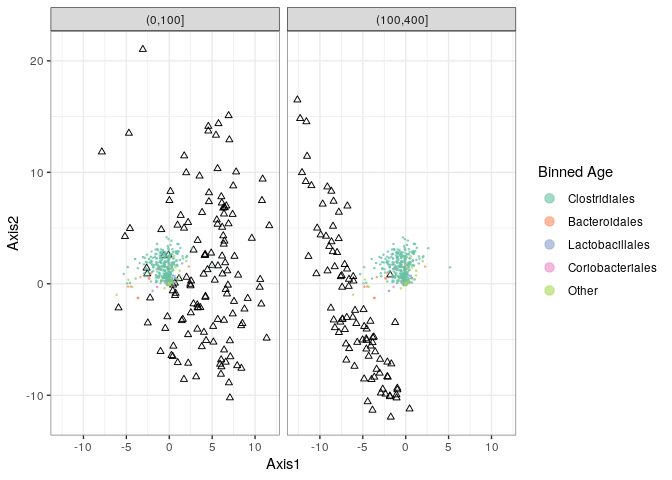 (0,100]
(100,400]
20
10
0
-10
Axis2
-10
-5
0
5
10
-10
-5
0
5
10
Axis1
Binned Age
Clostridiales
Bacteroidales
Lactobacillales
Coriobacteriales
Other